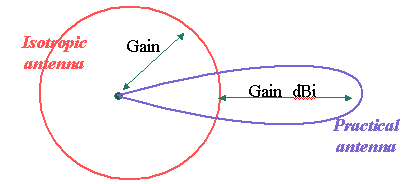 Isotropic
antenna
Gain
Gain dBi
Practical
antenna